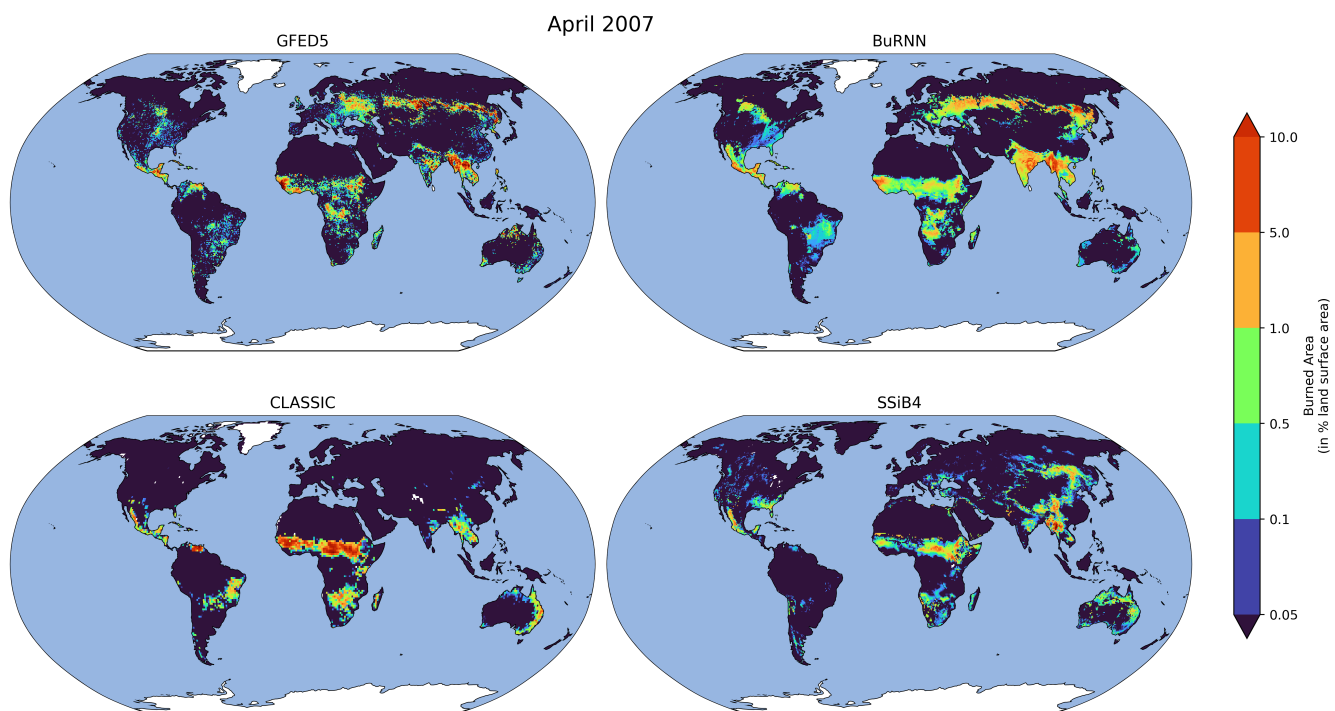 April 2007
GFED5
BuRNN
CLASSIC
SSiB4
10.0
5.0
1.0
0.5
0.1
0.05
Burned Area
(in % land surface area)